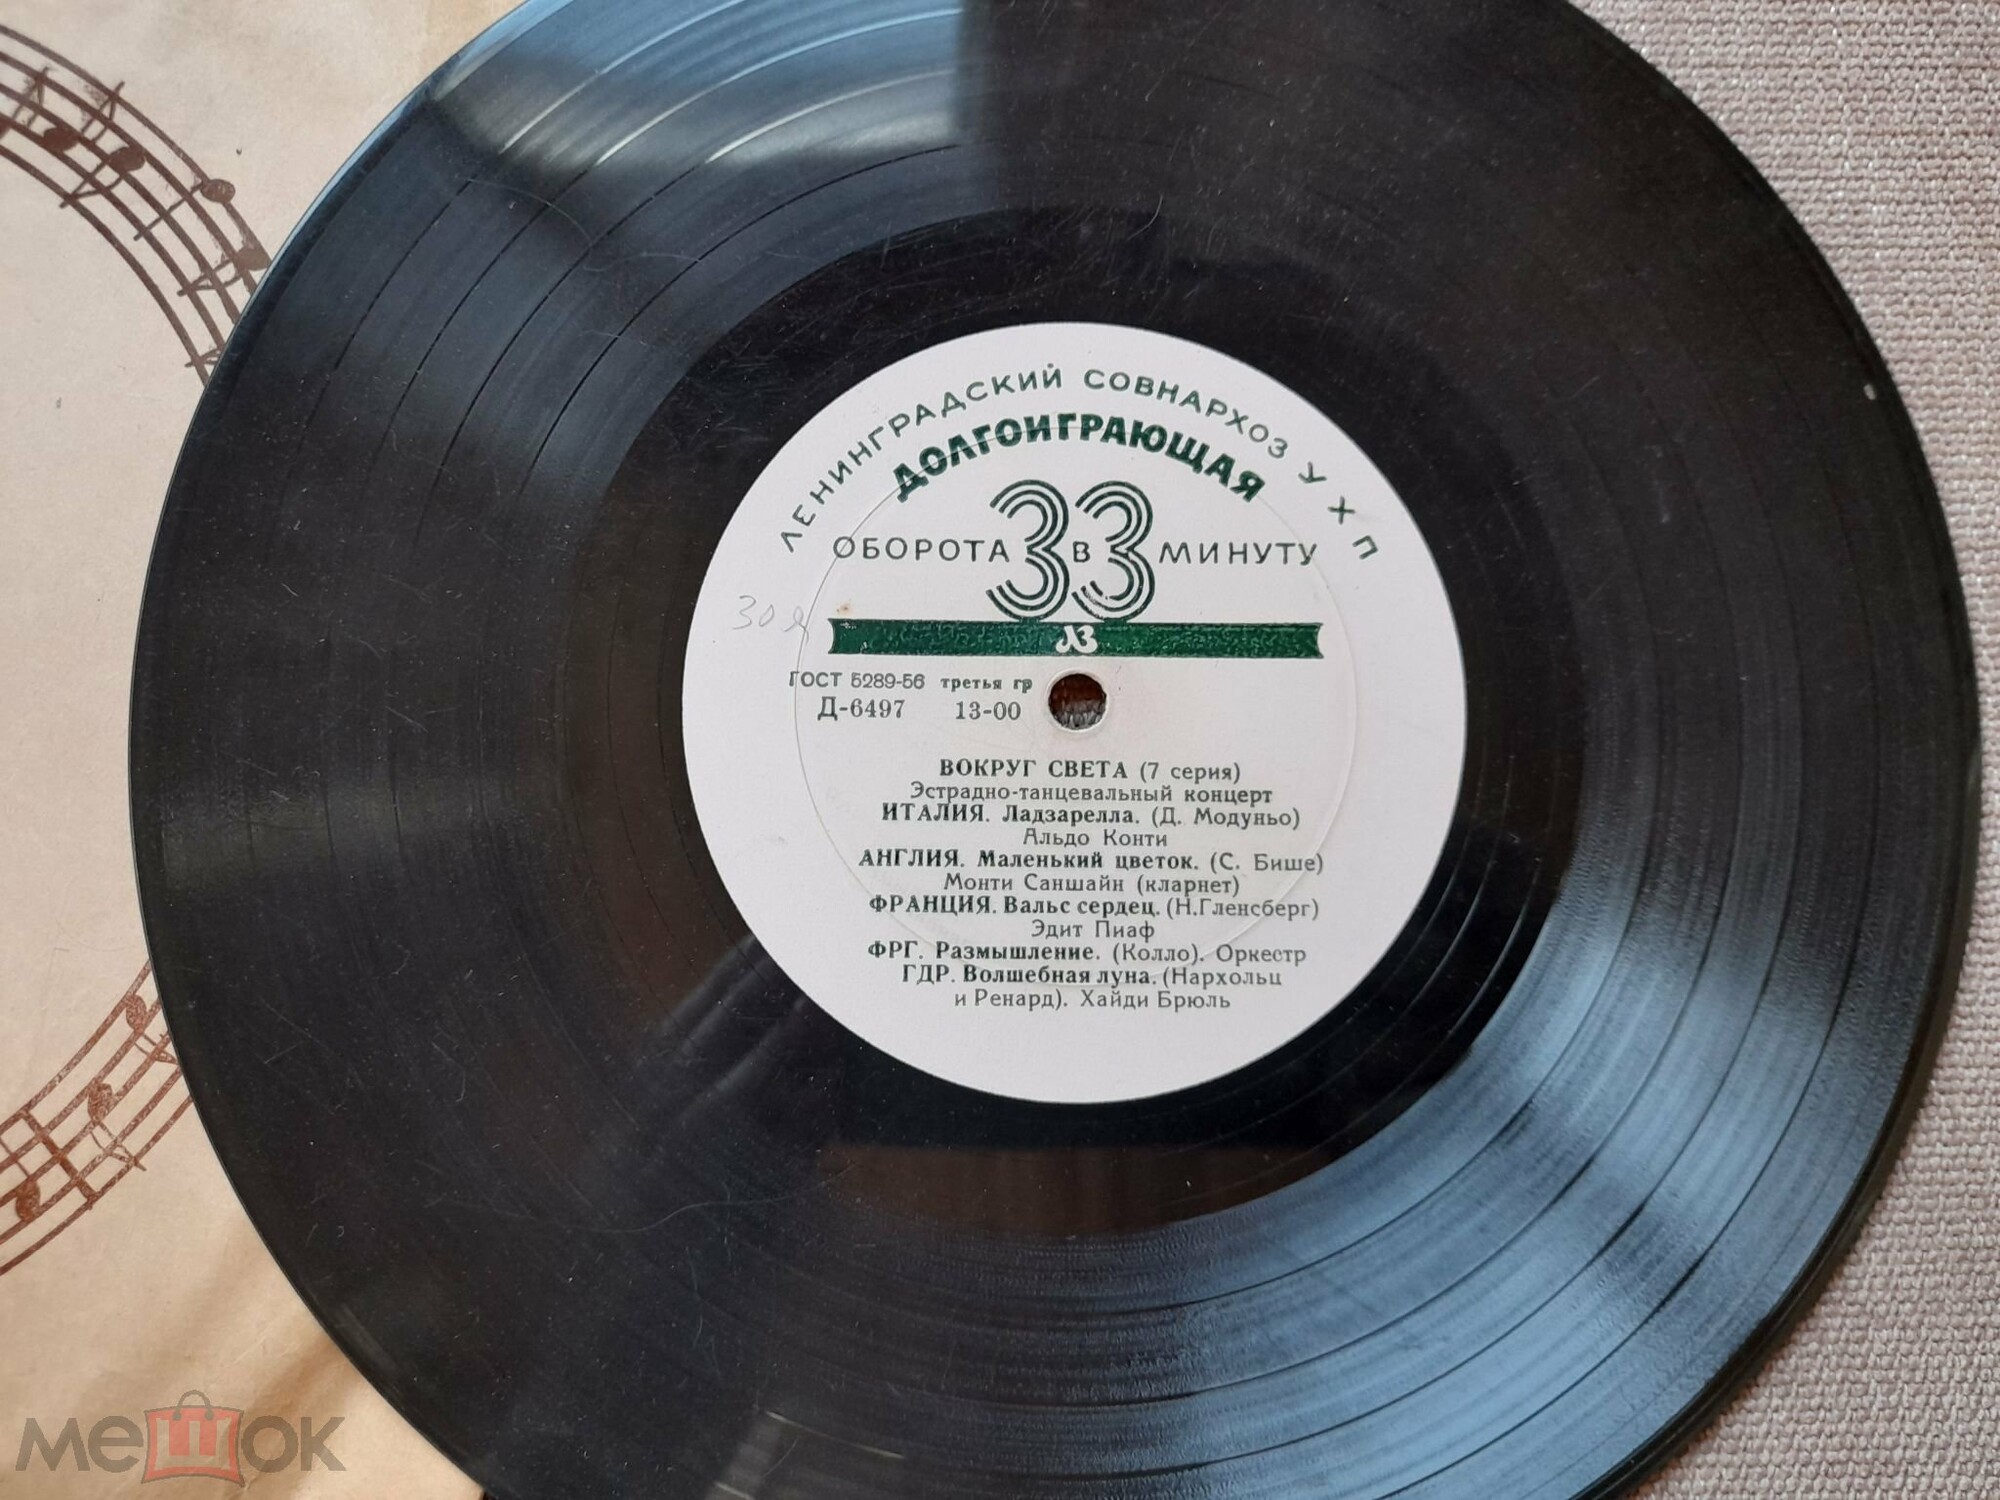 ЛЕНИНГРАДСКИЙ СОВНАРХОЗ УХП
ДОЛГОИГРАЮЩАЯ
33
ОБОРОТА В МИНУТУ
ЛЗ
30
ГОСТ 5289-56 третья гр
Д-6497 13-00
ВОКРУГ СВЕТА (7 серия)
Эстрадно-танцевальный концерт
ИТАЛИЯ. Ладзарелла. (Д. Модуньо)
Альдо Конти
АНГЛИЯ. Маленький цветок. (С. Бише)
Монти Саншайн (кларнет)
ФРАНЦИЯ. Вальс сердец. (Н.Гленсберг)
Эдит Пиаф
ФРГ. Размышление. (Колло). Оркестр
ГДР. Волшебная луна. (Нархольц
и Ренард). Хайди Брюль
мешок